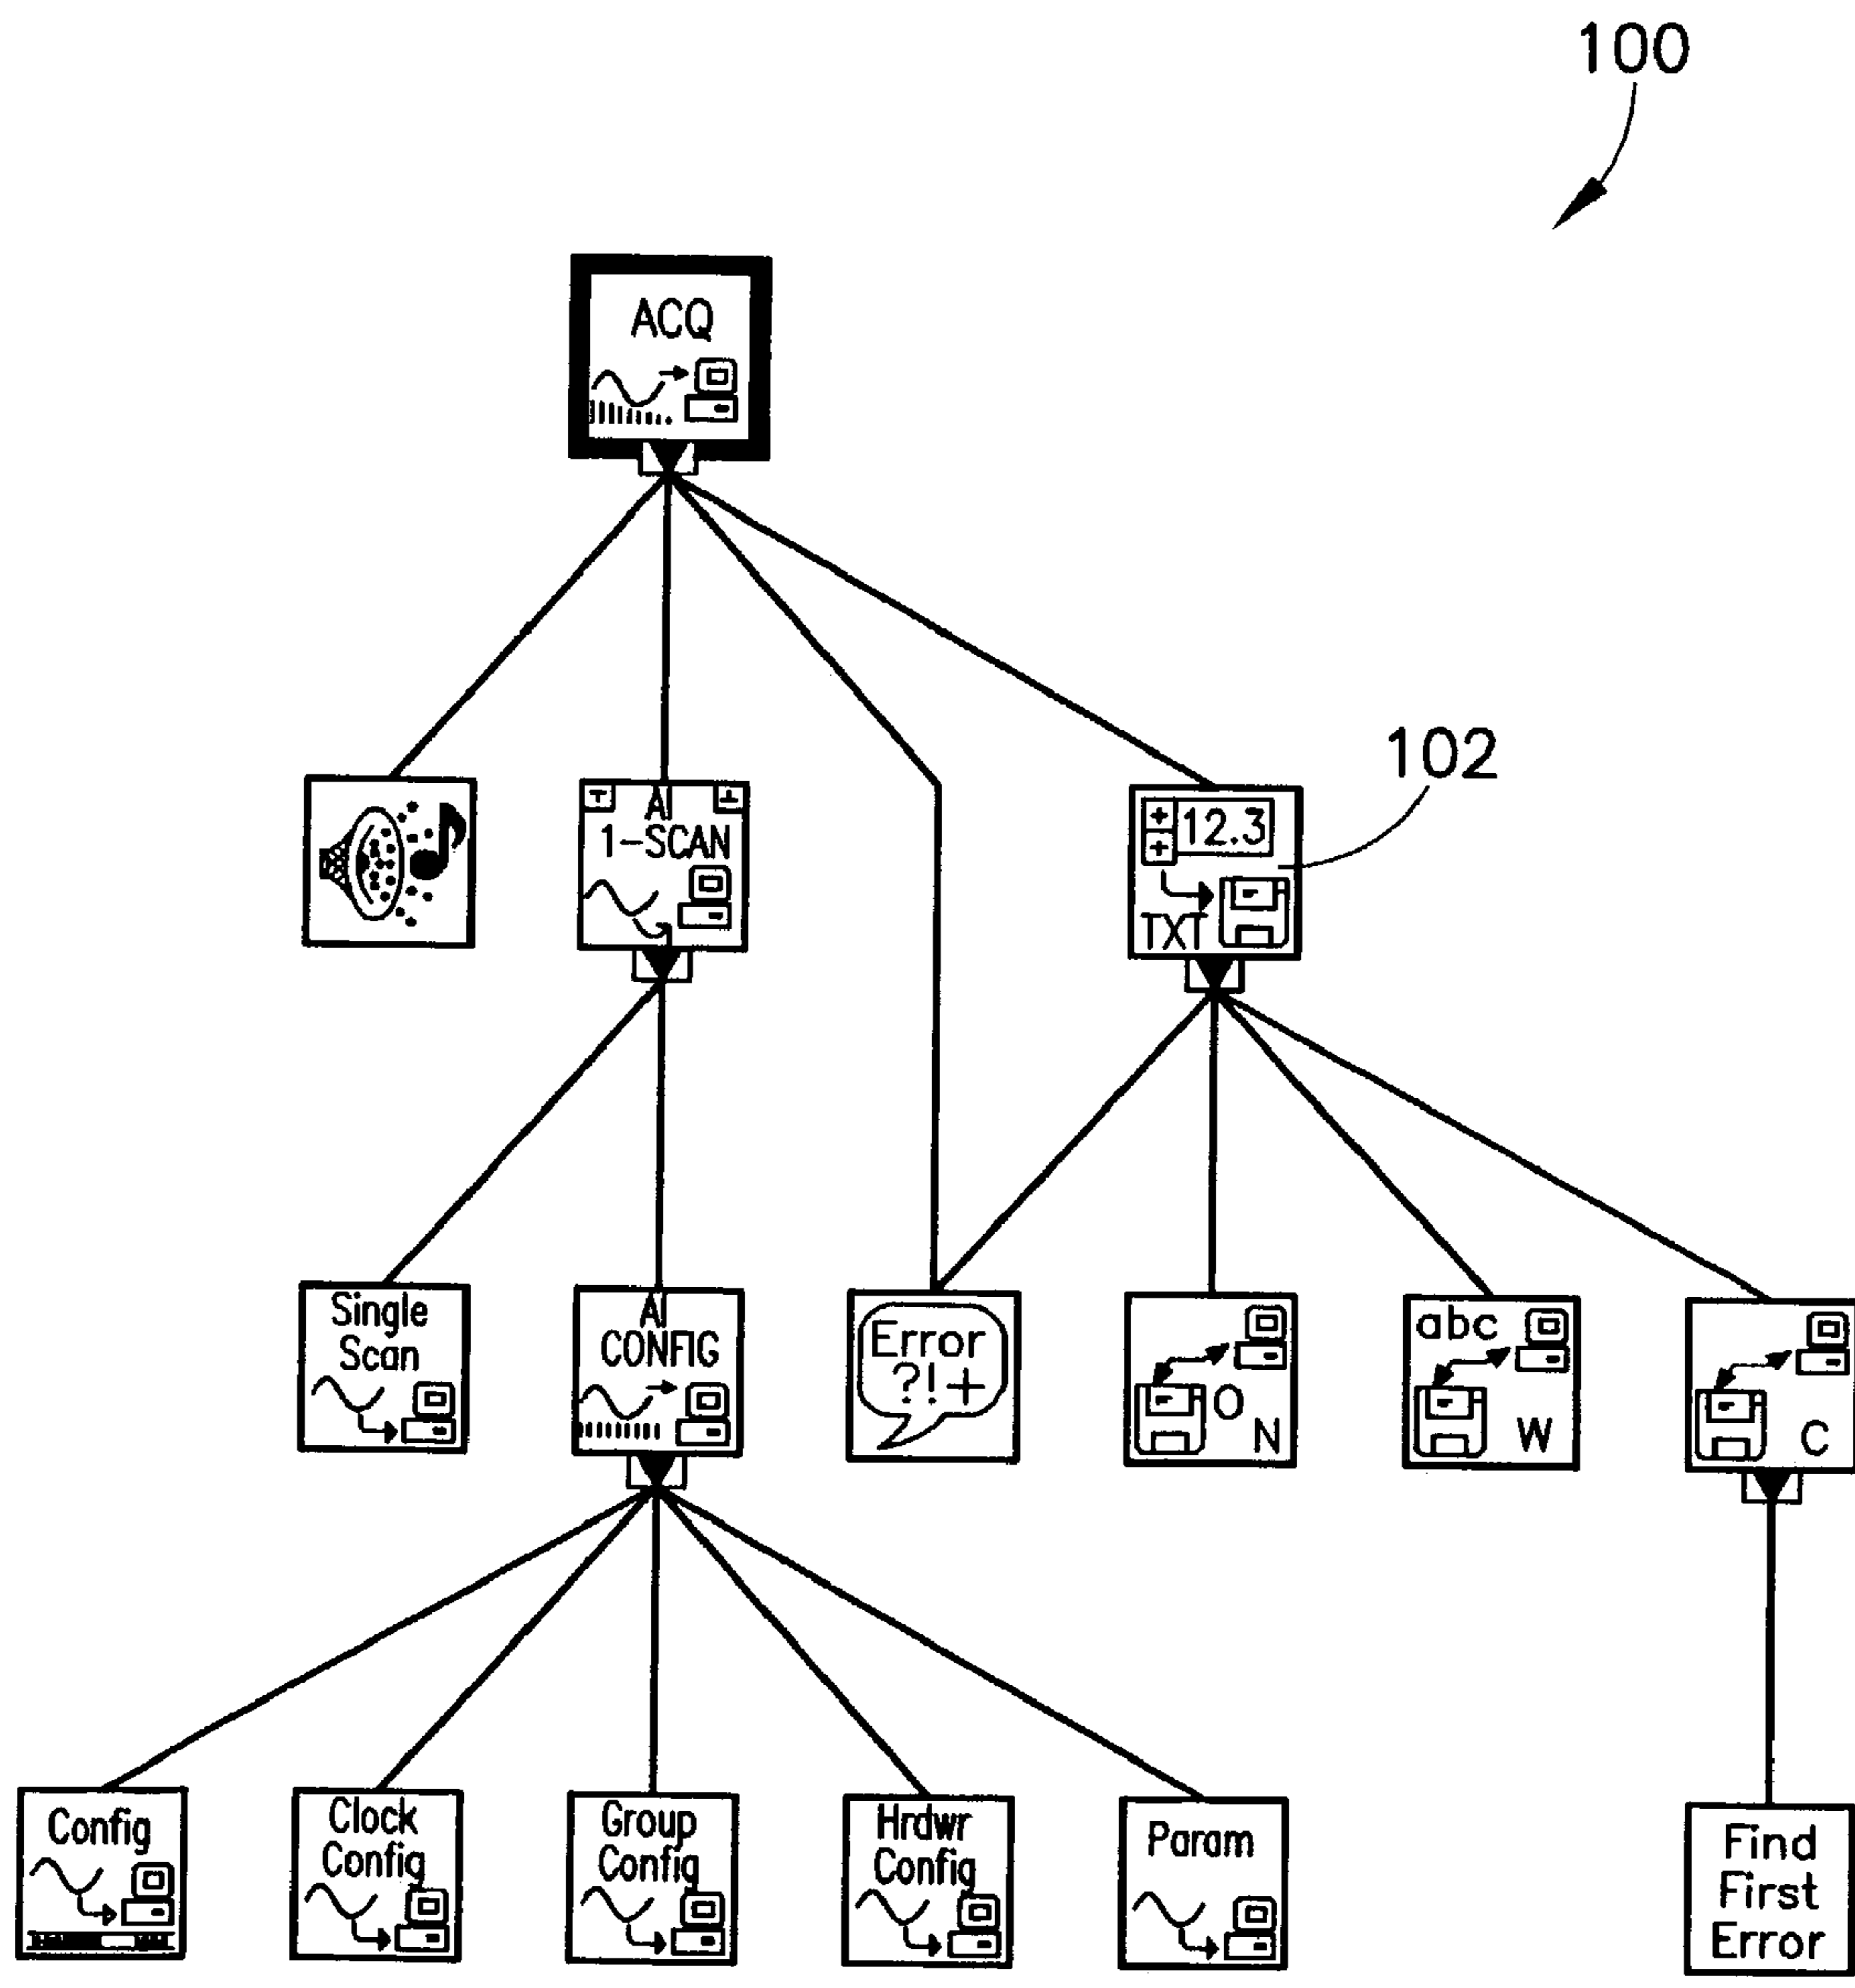 100
ACQ
102
AI
1-SCAN
12.3
TXT
Single
Scan
AI
CONFIG
Error
?!+
O
N
abc
W
C
Config
Clock
Config
Group
Config
Hrdwr
Config
Param
Find
First
Error